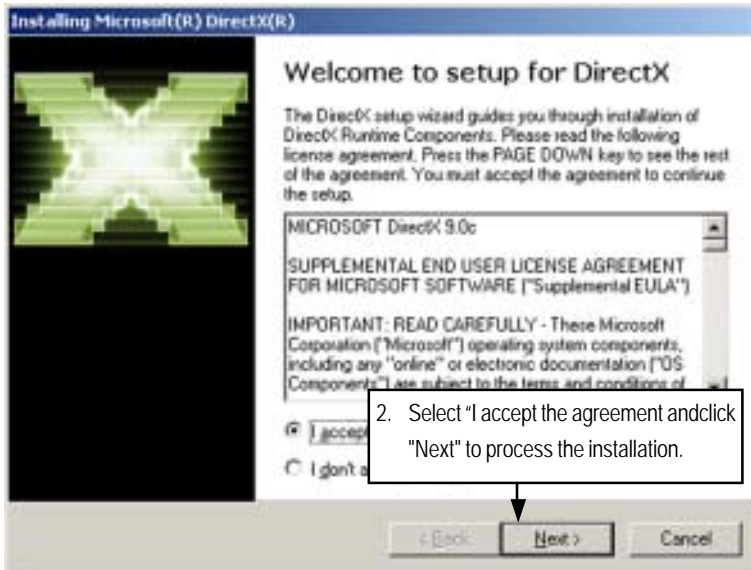 Installing Microsoft(R) DirectX(R)
Welcome to setup for DirectX
The DirectX setup wizard guides you through installation of
DirectX Runtime Components. Please read the following
license agreement. Press the PAGE DOWN key to see the rest
of the agreement. You must accept the agreement to continue
the setup.
MICROSOFT DirectX 9.0c
SUPPLEMENTAL END USER LICENSE AGREEMENT
FOR MICROSOFT SOFTWARE ("Supplemental EULA")
IMPORTANT: READ CAREFULLY - These Microsoft
Corporation ("Microsoft") operating system components,
including any "online" or electronic documentation ("OS
Components") are subject to the terms and conditions of
2. Select “I accept the agreement andclick
"Next" to process the installation.
I accept
I don't a
< Back
Next >
Cancel